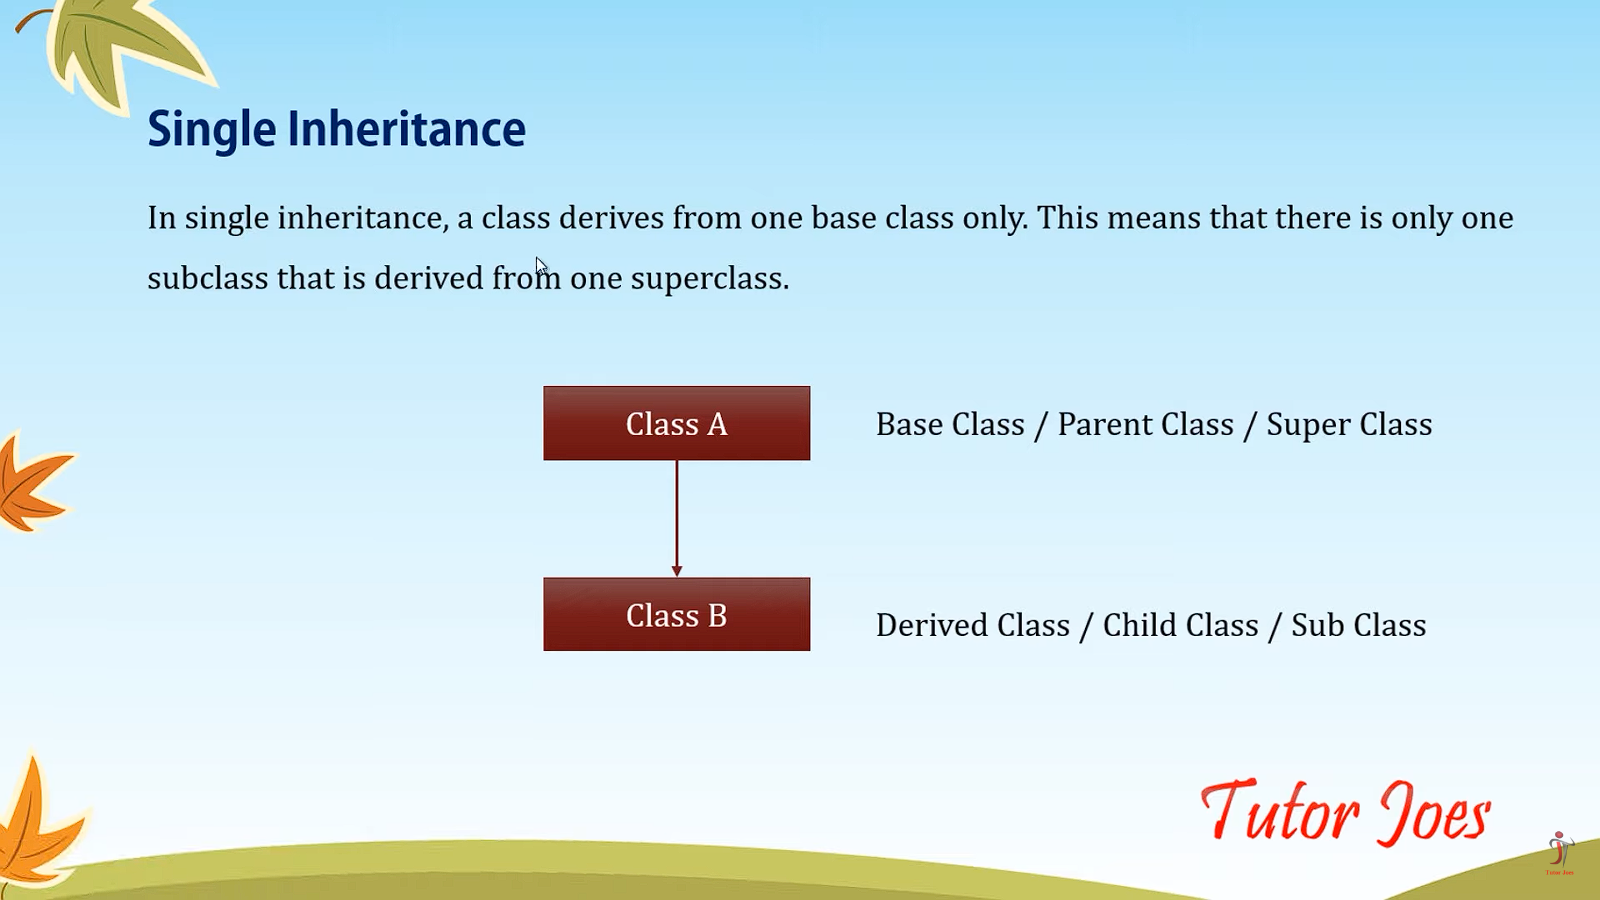 Single Inheritance
In single inheritance, a class derives from one base class only. This means that there is only one
subclass that is derived from one superclass.
Class A
Base Class / Parent Class / Super Class
Class B
Derived Class / Child Class / Sub Class
Tutor Joes
Tutor Joes